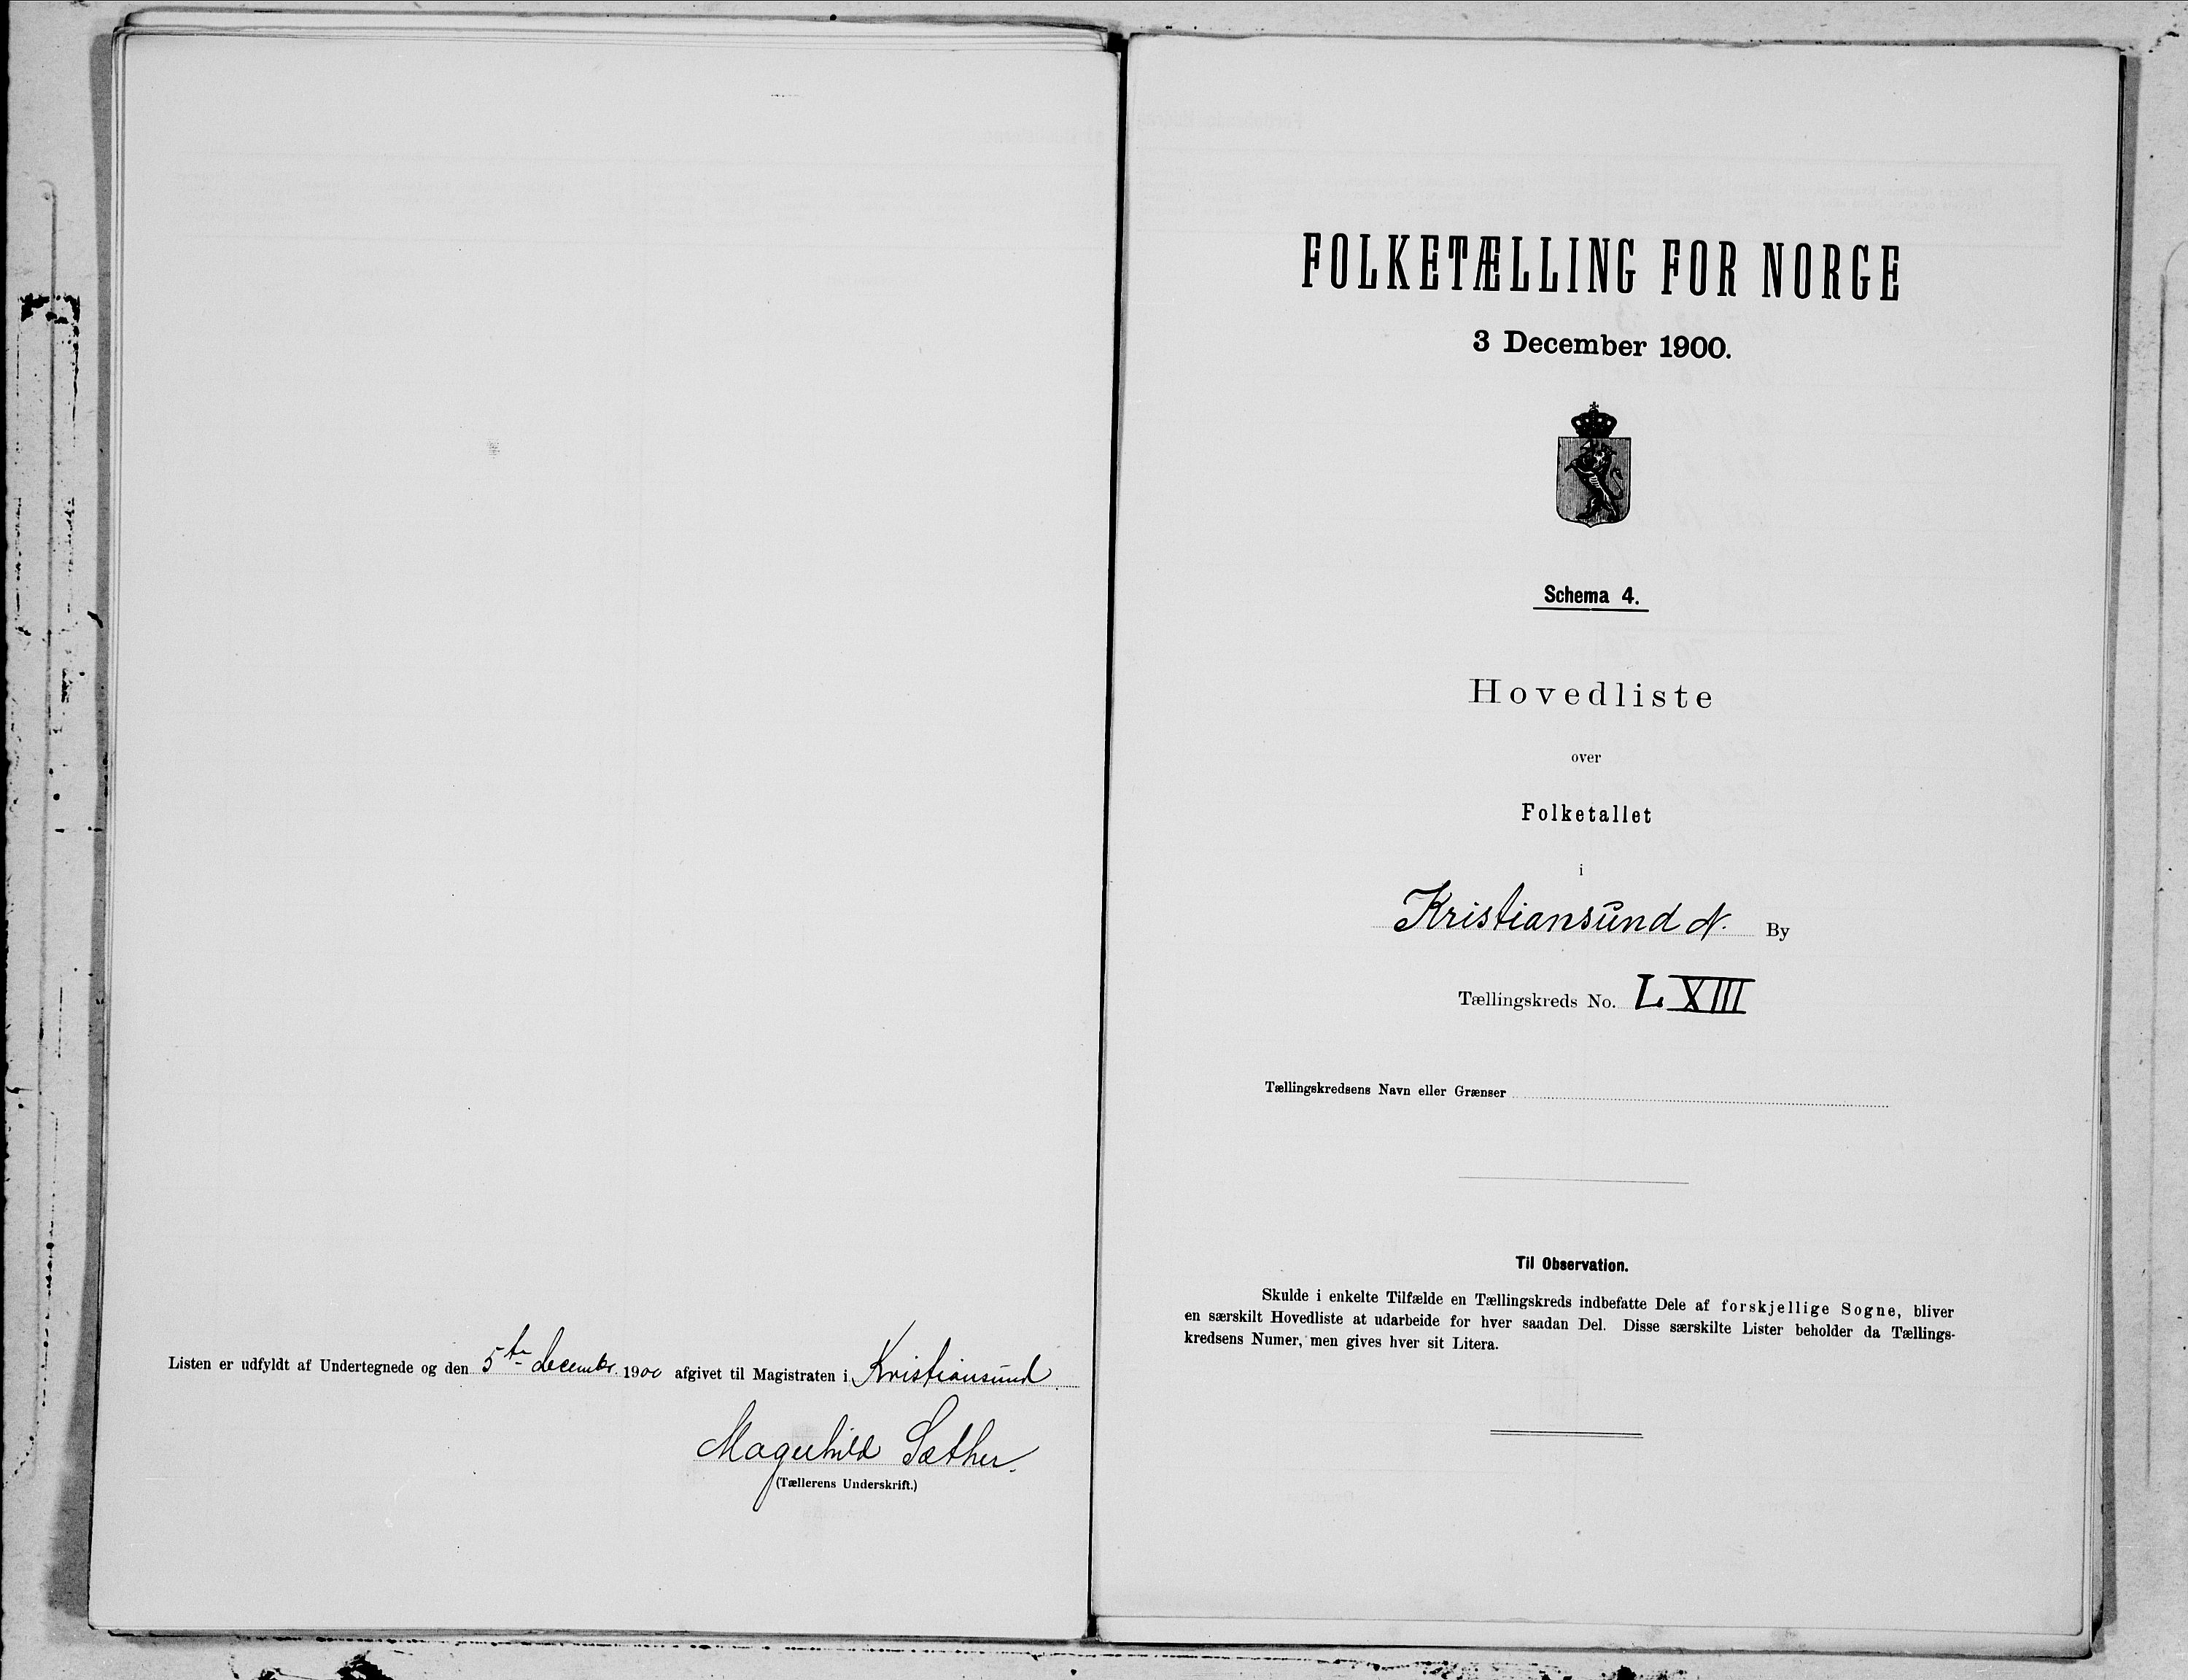 Listen er udfyldt af Undertegnede og den 5te decembr. 1900 afgivet til Magistraten i Kristiansund
Magnhild Sæther.
(Tællerens Underskrift.)
FOLKETÆLLING FOR NORGE
3 December 1900.
Schema 4.
Hovedliste
over
Folketallet
i
Kristiansund N. By
Tællingskreds No. LXIII
Tællingskredsens Navn eller Grænser
Til Observation.
Skulde i enkelte Tilfælde en Tællingskreds indbefatte Dele af forskjellige Sogne, bliver
en særskilt Hovedliste at udarbeide for hver saadan Del. Disse særskilte Lister beholder da Tællings-
kredsens Numer, men gives hver sit Litera.